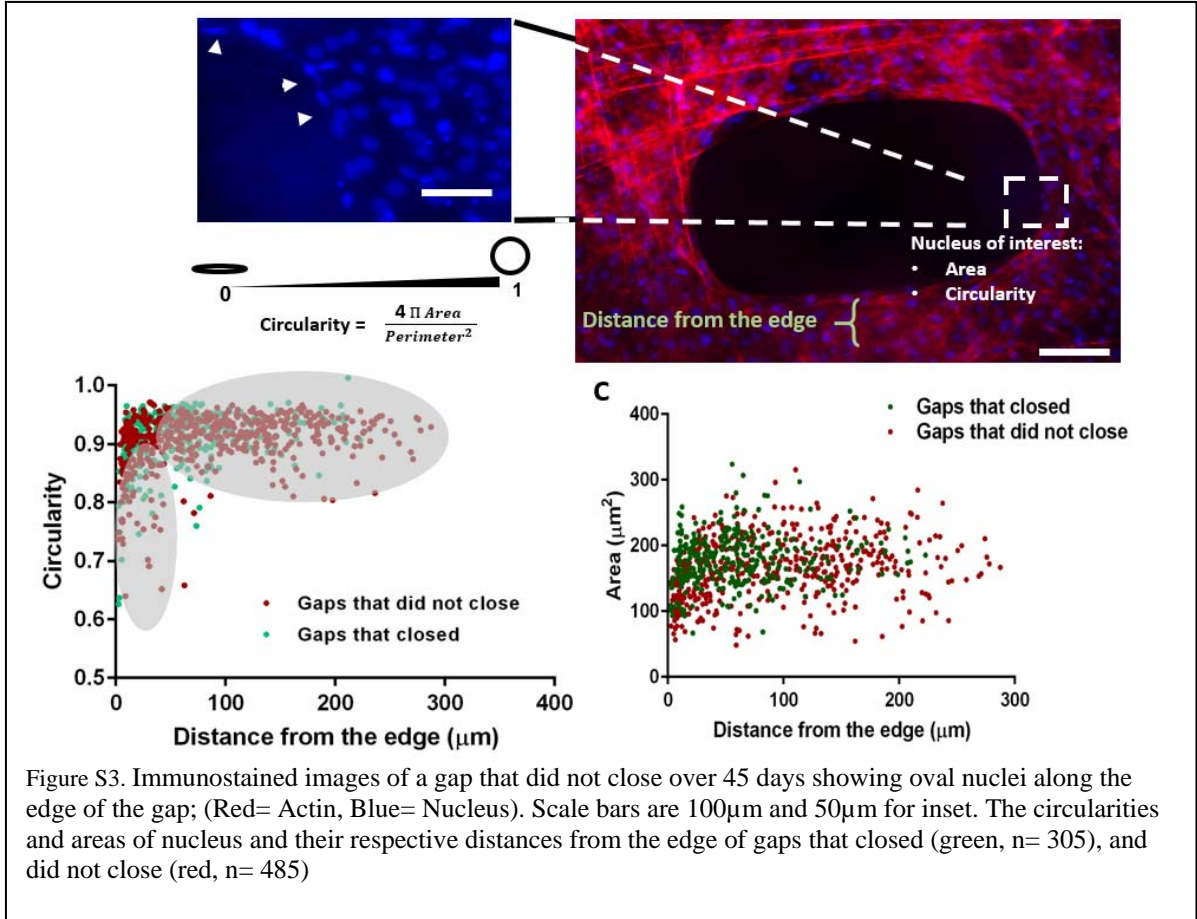 Nucleus of interest:
• Area
• Circularity
Distance from the edge
0
1
Circularity = 4 Π Area / Perimeter²
1.0
0.9
0.8
0.7
0.6
0.5
Circularity
Gaps that did not close
Gaps that closed
0 100 200 300 400
Distance from the edge (μm)
C
400
300
200
100
0
Area (μm²)
Gaps that closed
Gaps that did not close
0 100 200 300
Distance from the edge (μm)
Figure S3. Immunostained images of a gap that did not close over 45 days showing oval nuclei along the
edge of the gap; (Red= Actin, Blue= Nucleus). Scale bars are 100μm and 50μm for inset. The circularities
and areas of nucleus and their respective distances from the edge of gaps that closed (green, n= 305), and
did not close (red, n= 485)